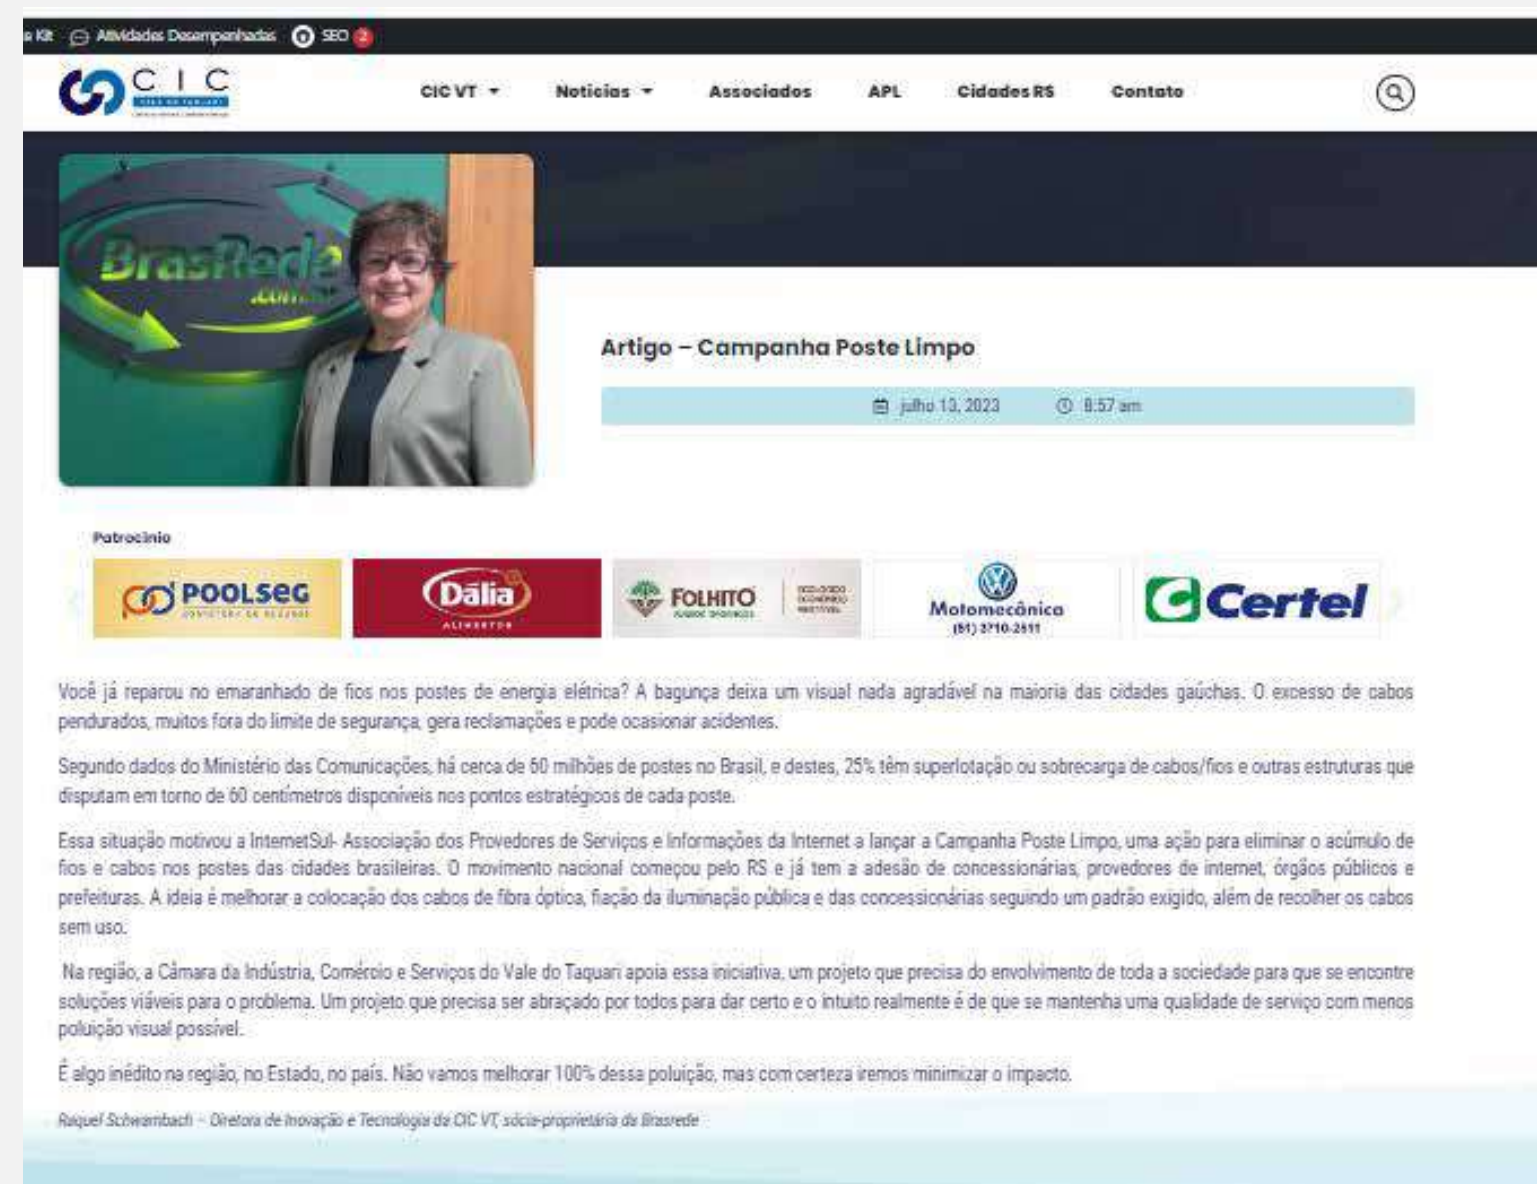 Kit Atividades Desempenhadas SEO 2
CIC
CIC VT Notícias Associados APL Cidades RS Contato
BrasRede
.com
Artigo – Campanha Poste Limpo
julho 13, 2023 8:57 am
Patrocínio
POOLSEG
Dália
ALIMENTOS
FOLHITO
Motomecânica
(51) 3710-2511
Certel
Você já reparou no emaranhado de fios nos postes de energia elétrica? A bagunça deixa um visual nada agradável na maioria das cidades gaúchas. O excesso de cabos
pendurados, muitos fora do limite de segurança, gera reclamações e pode ocasionar acidentes.
Segundo dados do Ministério das Comunicações, há cerca de 50 milhões de postes no Brasil, e destes, 25% têm superlotação ou sobrecarga de cabos/fios e outras estruturas que
disputam em torno de 60 centímetros disponíveis nos pontos estratégicos de cada poste.
Essa situação motivou a InternetSul- Associação dos Provedores de Serviços e Informações da Internet a lançar a Campanha Poste Limpo, uma ação para eliminar o acúmulo de
fios e cabos nos postes das cidades brasileiras. O movimento nacional começou pelo RS e já tem a adesão de concessionárias, provedores de internet, órgãos públicos e
prefeituras. A ideia é melhorar a colocação dos cabos de fibra óptica, fiação da iluminação pública e das concessionárias seguindo um padrão exigido, além de recolher os cabos
sem uso.
Na região, a Câmara da Indústria, Comércio e Serviços do Vale do Taquari apoia essa iniciativa, um projeto que precisa do envolvimento de toda a sociedade para que se encontre
soluções viáveis para o problema. Um projeto que precisa ser abraçado por todos para dar certo e o intuito realmente é de que se mantenha uma qualidade de serviço com menos
poluição visual possível.
É algo inédito na região, no Estado, no país. Não vamos melhorar 100% dessa poluição, mas com certeza iremos minimizar o impacto.
Raquel Schwambach – Diretora de Inovação e Tecnologia da CIC VT, sócia-proprietária da Brasrede